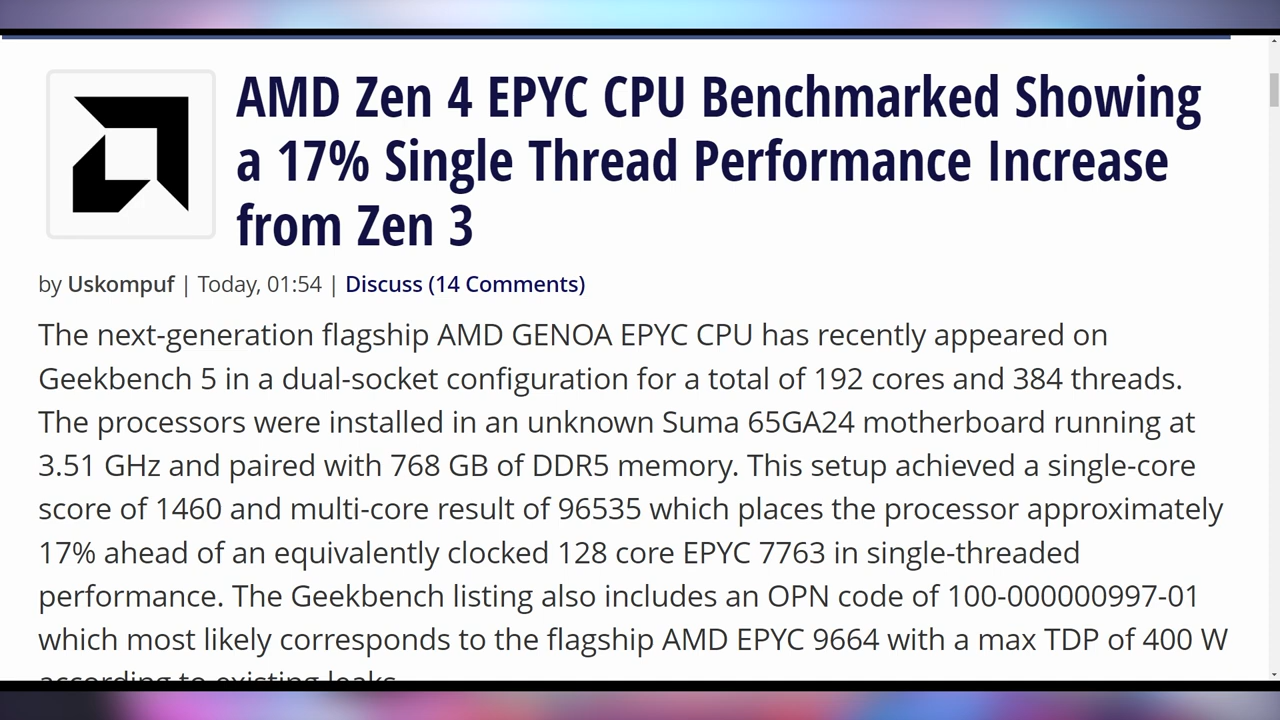 AMD Zen 4 EPYC CPU Benchmarked Showing
a 17% Single Thread Performance Increase
from Zen 3
by Uskompuf | Today, 01:54 | Discuss (14 Comments)
The next-generation flagship AMD GENOA EPYC CPU has recently appeared on
Geekbench 5 in a dual-socket configuration for a total of 192 cores and 384 threads.
The processors were installed in an unknown Suma 65GA24 motherboard running at
3.51 GHz and paired with 768 GB of DDR5 memory. This setup achieved a single-core
score of 1460 and multi-core result of 96535 which places the processor approximately
17% ahead of an equivalently clocked 128 core EPYC 7763 in single-threaded
performance. The Geekbench listing also includes an OPN code of 100-000000997-01
which most likely corresponds to the flagship AMD EPYC 9664 with a max TDP of 400 W
according to existing leaks.